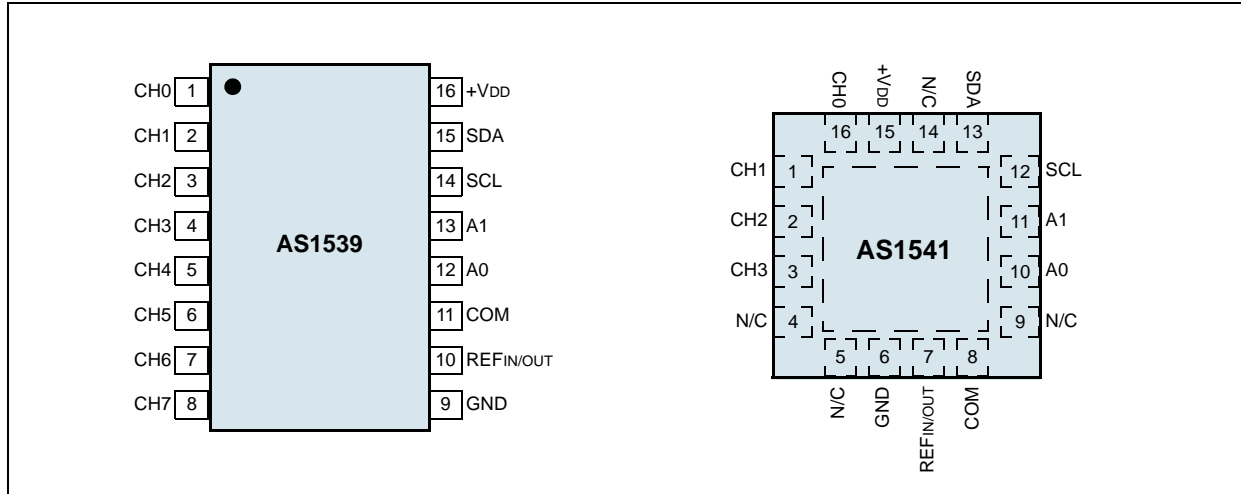 CH0 1
CH1 2
CH2 3
CH3 4
CH4 5
CH5 6
CH6 7
CH7 8
AS1539
16 +VDD
15 SDA
14 SCL
13 A1
12 A0
11 COM
10 REFIN/OUT
9 GND
CH0 +VDD N/C SDA
16 15 14 13
CH1 1
CH2 2
CH3 3
N/C 4
AS1541
12 SCL
11 A1
10 A0
9 N/C
5 6 7 8
N/C GND REFIN/OUT COM